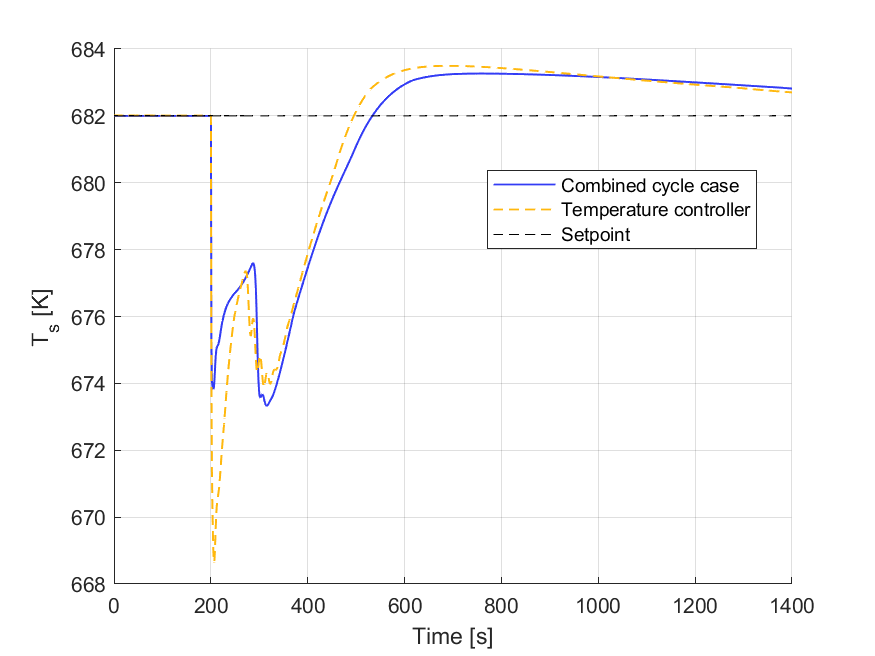 684
682
680
678
676
674
672
670
668
T_s [K]
Combined cycle case
Temperature controller
Setpoint
0 200 400 600 800 1000 1200 1400
Time [s]